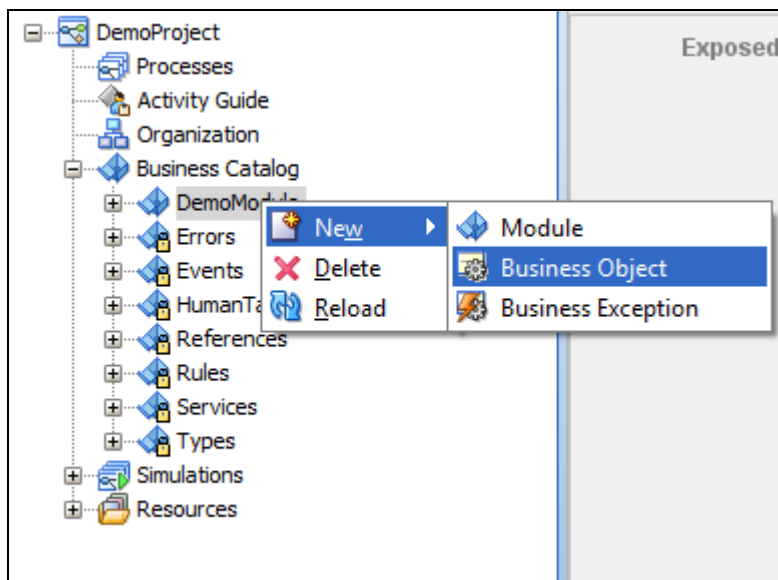 DemoProject
Exposed
Processes
Activity Guide
Organization
Business Catalog
DemoModule
New
Module
Errors
Delete
Business Object
Events
Reload
Business Exception
HumanTa
References
Rules
Services
Types
Simulations
Resources